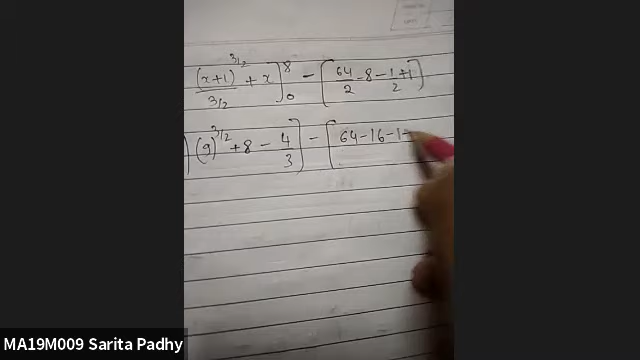 (x+1)^{3/2}/(3/2) + x]_0^8 - [64/2 - 8 - 1/2 + 1]
(9)^{3/2} + 8 - 4/3] - [64-16-1+
MA19M009 Sarita Padhy